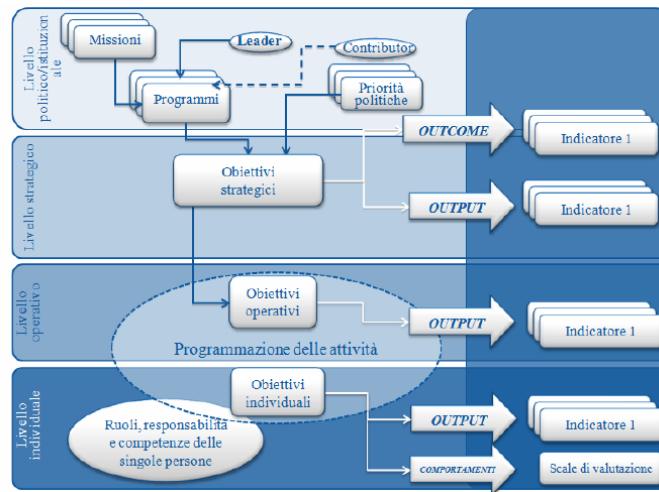 Livello
politico/istituzion
ale
Missioni
Leader
Contributor
Programmi
Priorità
politiche
OUTCOME
Indicatore 1
Livello strategico
Obiettivi
strategici
OUTPUT
Indicatore 1
Livello
operativo
Obiettivi
operativi
OUTPUT
Indicatore 1
Programmazione delle attività
Livello
individuale
Obiettivi
individuali
Ruoli, responsabilità
e competenze delle
singole persone
OUTPUT
Indicatore 1
COMPORTAMENTI
Scale di valutazione